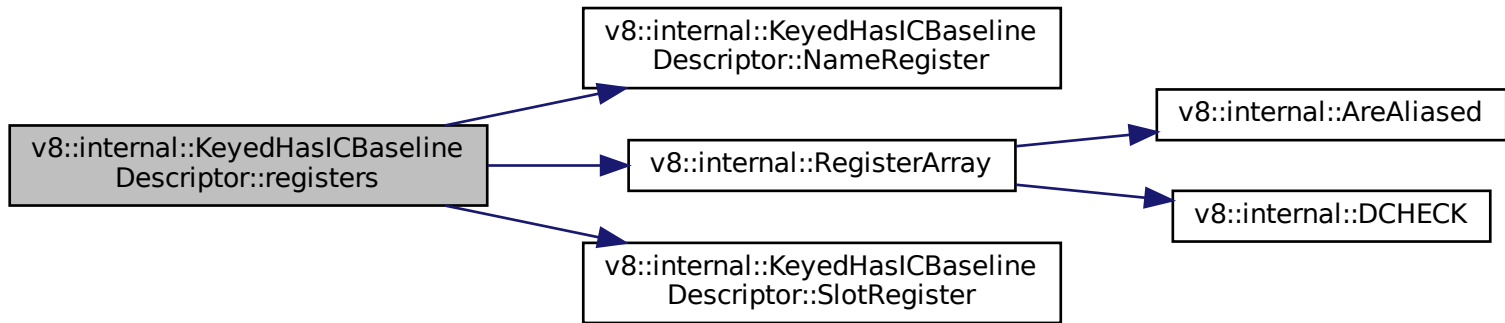 v8::internal::KeyedHasICBaseline
Descriptor::registers
v8::internal::KeyedHasICBaseline
Descriptor::NameRegister
v8::internal::RegisterArray
v8::internal::KeyedHasICBaseline
Descriptor::SlotRegister
v8::internal::AreAliased
v8::internal::DCHECK